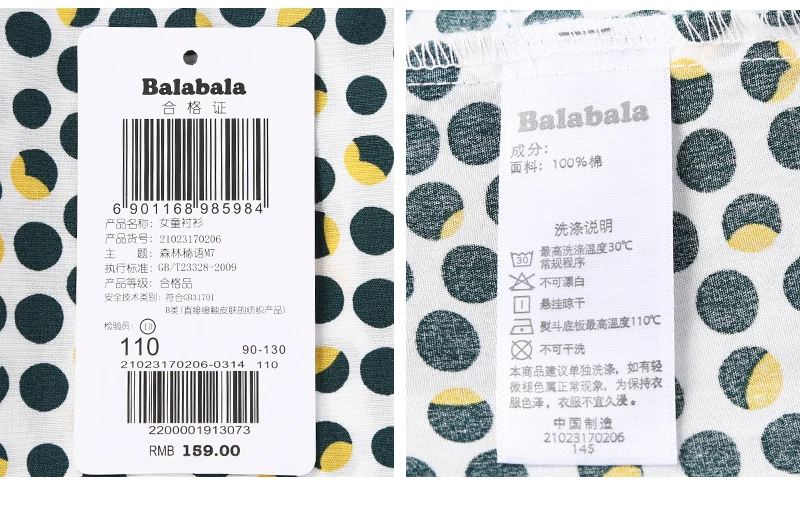 Balabala
合格证
6 901168 985984
产品名称: 女童衬衫
产品货号: 21023170206
主 题: 森林秘语M7
执行标准: GB/T23328-2009
产品等级: 合格品
安全技术类别: 符合GB31701
B类(直接接触皮肤的纺织产品)
检验员: 10
110 90-130
21023170206-0314 110
2200001913073
RMB 159.00
Balabala
成分:
面料: 100%棉
洗涤说明
30 最高洗涤温度30℃
常规程序
不可漂白
悬挂晾干
熨斗底板最高温度110℃
不可干洗
本商品建议单独洗涤, 如有轻
微褪色属正常现象, 为保持衣
服色泽, 衣服不宜久浸。
中国制造
21023170206
14S